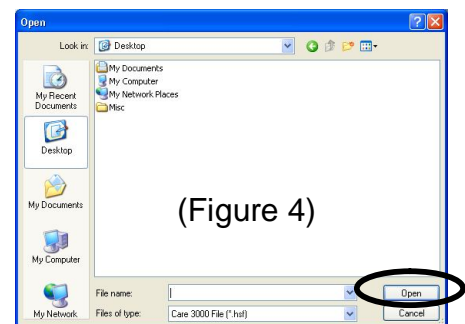 Open
Look in: Desktop
My Recent
Documents
Desktop
My Documents
My Computer
My Network
My Documents
My Computer
My Network Places
Misc
(Figure 4)
File name:
Open
Files of type: Care 3000 File (*.hsf)
Cancel